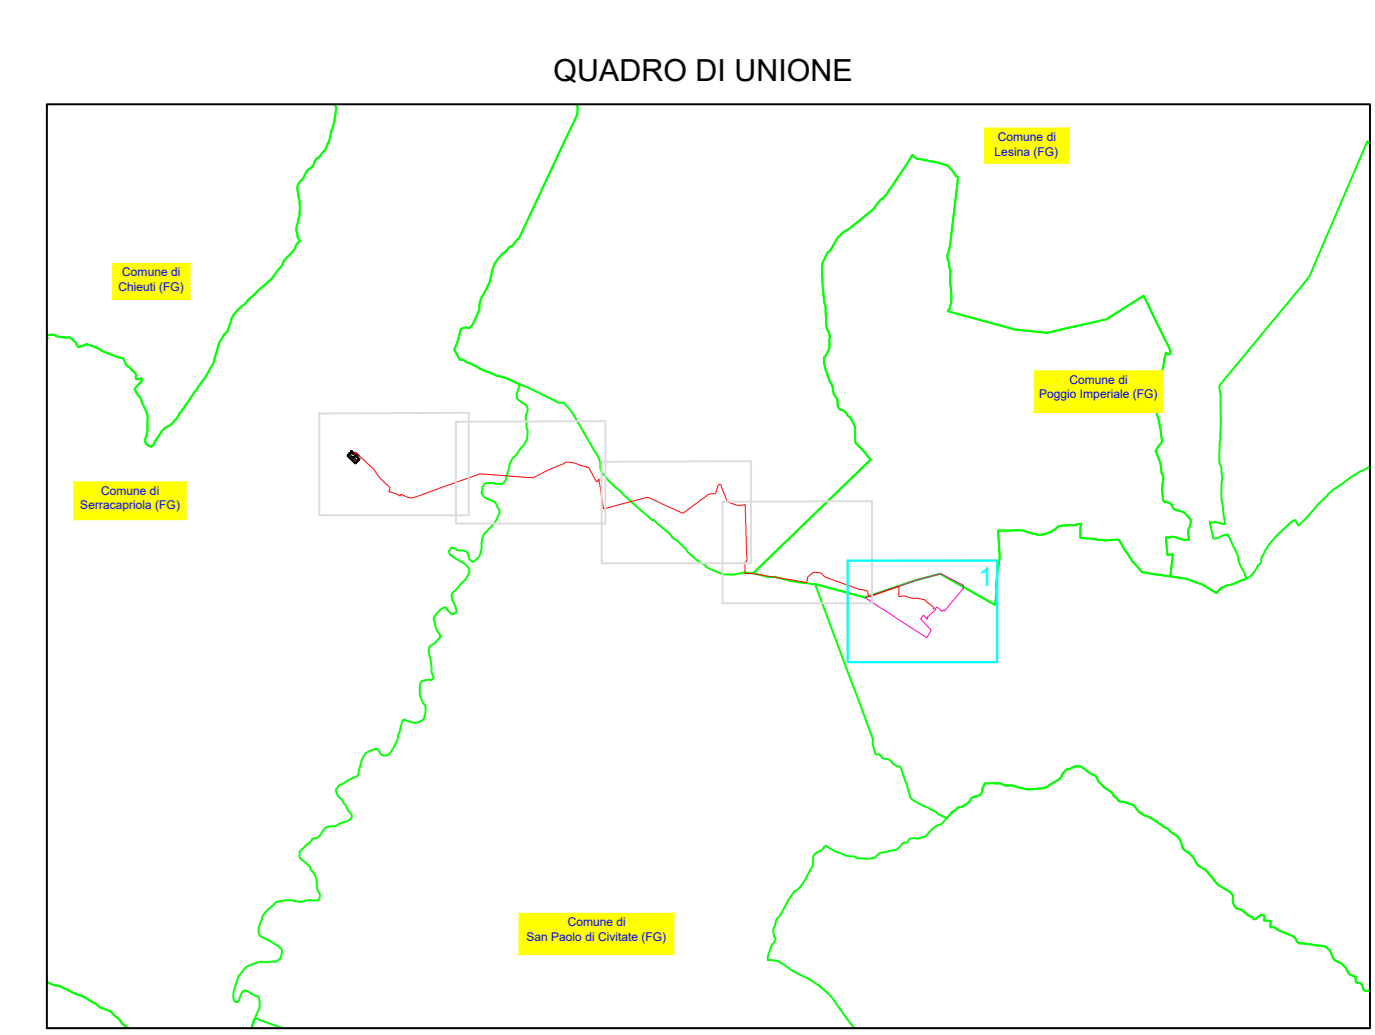 QUADRO DI UNIONE
Comune di
Lesina (FG)
Comune di
Chieuti (FG)
Comune di
Poggio Imperiale (FG)
Comune di
Serracapriola (FG)
1
Comune di
San Paolo di Civitate (FG)